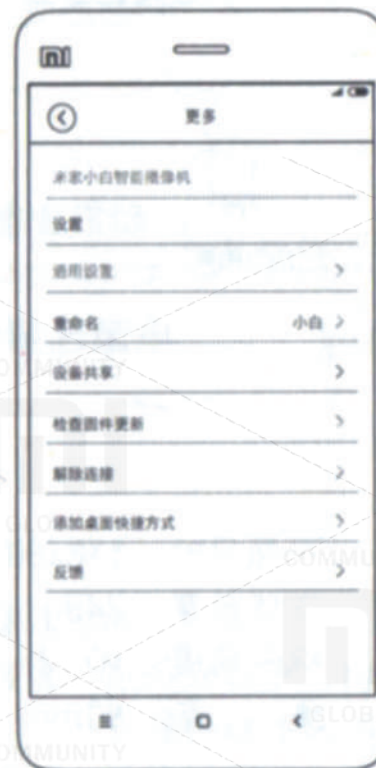 更多
米家小白智能摄像机
设置
通用设置
重命名 小白
设备共享
检查固件更新
解除连接
添加桌面快捷方式
反馈
COMMUNITY
GLOB
COMMUNITY